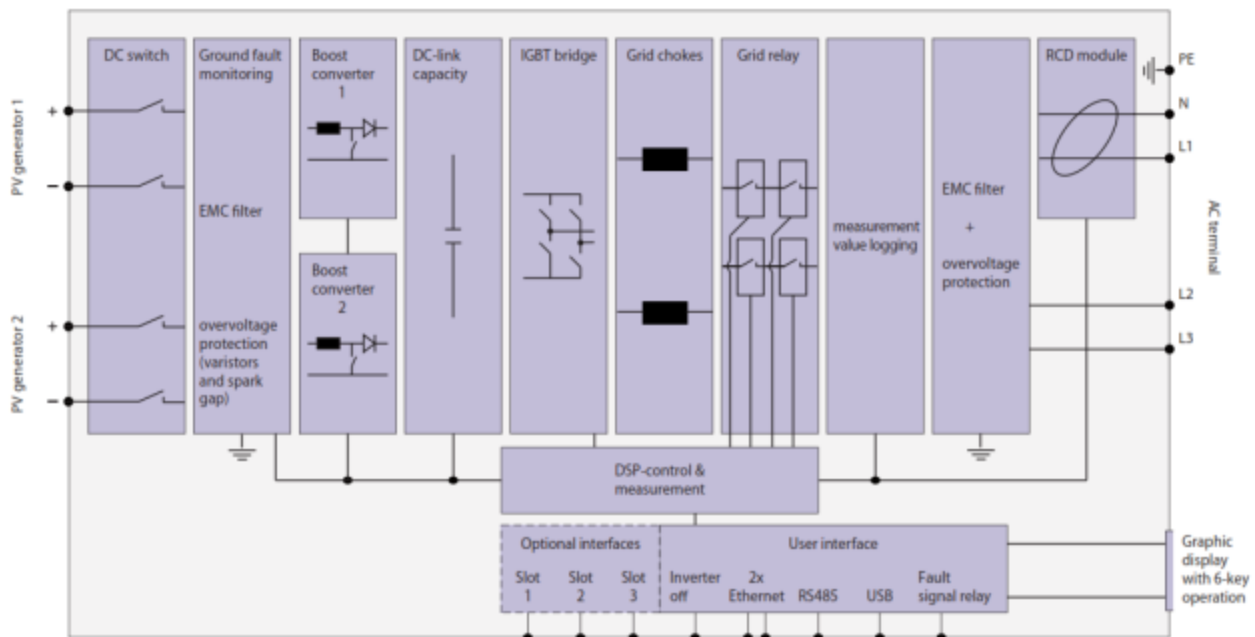 DC switch
Ground fault
monitoring
EMC filter
overvoltage
protection
(varistors
and spark
gap)
Boost
converter
1
Boost
converter
2
DC-link
capacity
IGBT bridge
Grid chokes
Grid relay
measurement
value logging
EMC filter
+
overvoltage
protection
RCD module
PV generator 1
+
−
PV generator 2
+
−
PE
N
L1
L2
L3
AC terminal
DSP-control &
measurement
Optional interfaces
Slot
1
Slot
2
Slot
3
User interface
Inverter
off
2x
Ethernet
RS485
USB
Fault
signal relay
Graphic
display
with 6-key
operation